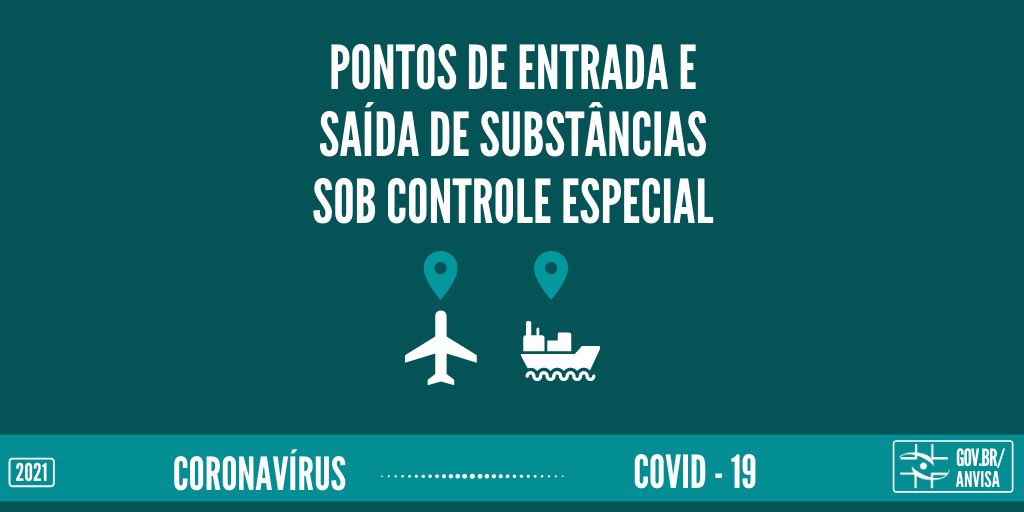 PONTOS DE ENTRADA E
SAÍDA DE SUBSTÂNCIAS
SOB CONTROLE ESPECIAL
2021
CORONAVÍRUS
COVID - 19
GOV.BR/
ANVISA